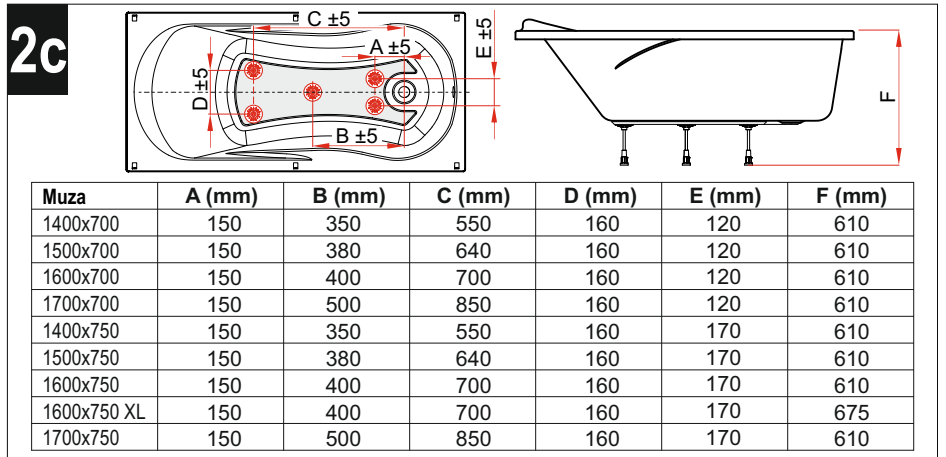 2c
C ±5
A ±5
E ±5
D ±5
B ±5
F
Muza A (mm) B (mm) C (mm) D (mm) E (mm) F (mm)
1400x700 150 350 550 160 120 610
1500x700 150 380 640 160 120 610
1600x700 150 400 700 160 120 610
1700x700 150 500 850 160 120 610
1400x750 150 350 550 160 170 610
1500x750 150 380 640 160 170 610
1600x750 150 400 700 160 170 610
1600x750 XL 150 400 700 160 170 675
1700x750 150 500 850 160 170 610